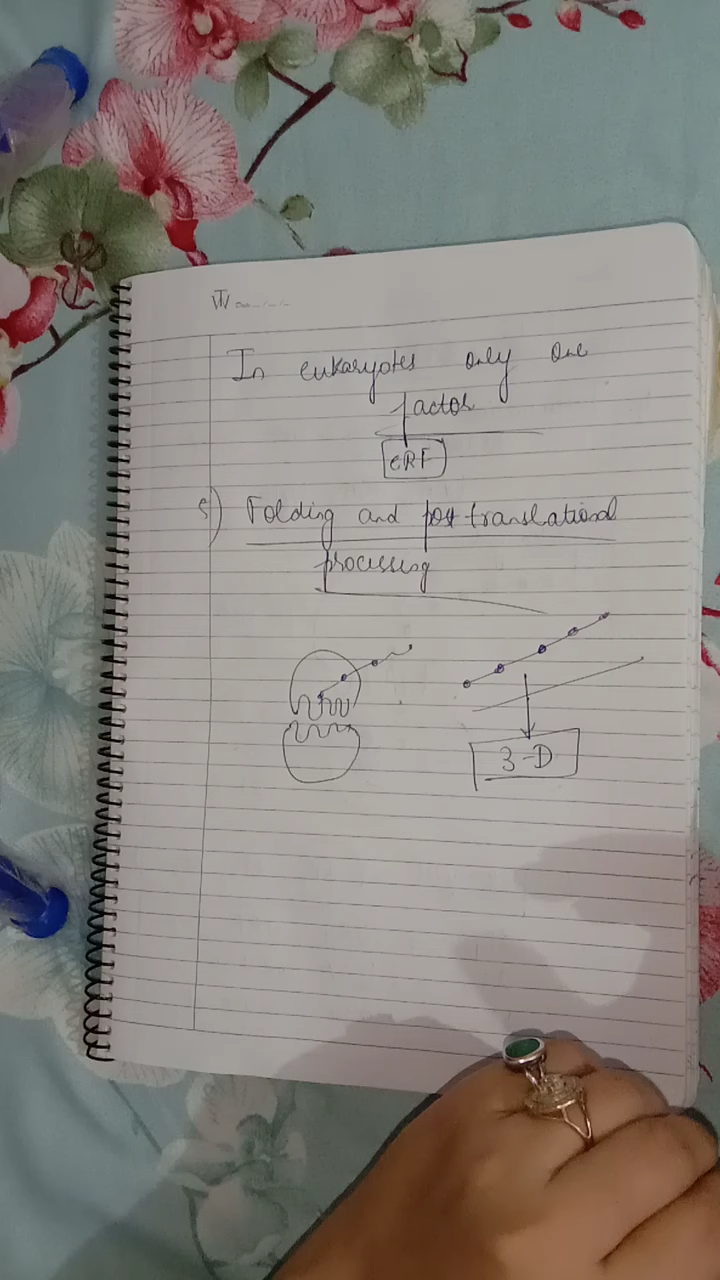 In eukaryotes only one
factor
eRF
5) Folding and post translational
processing
3-D